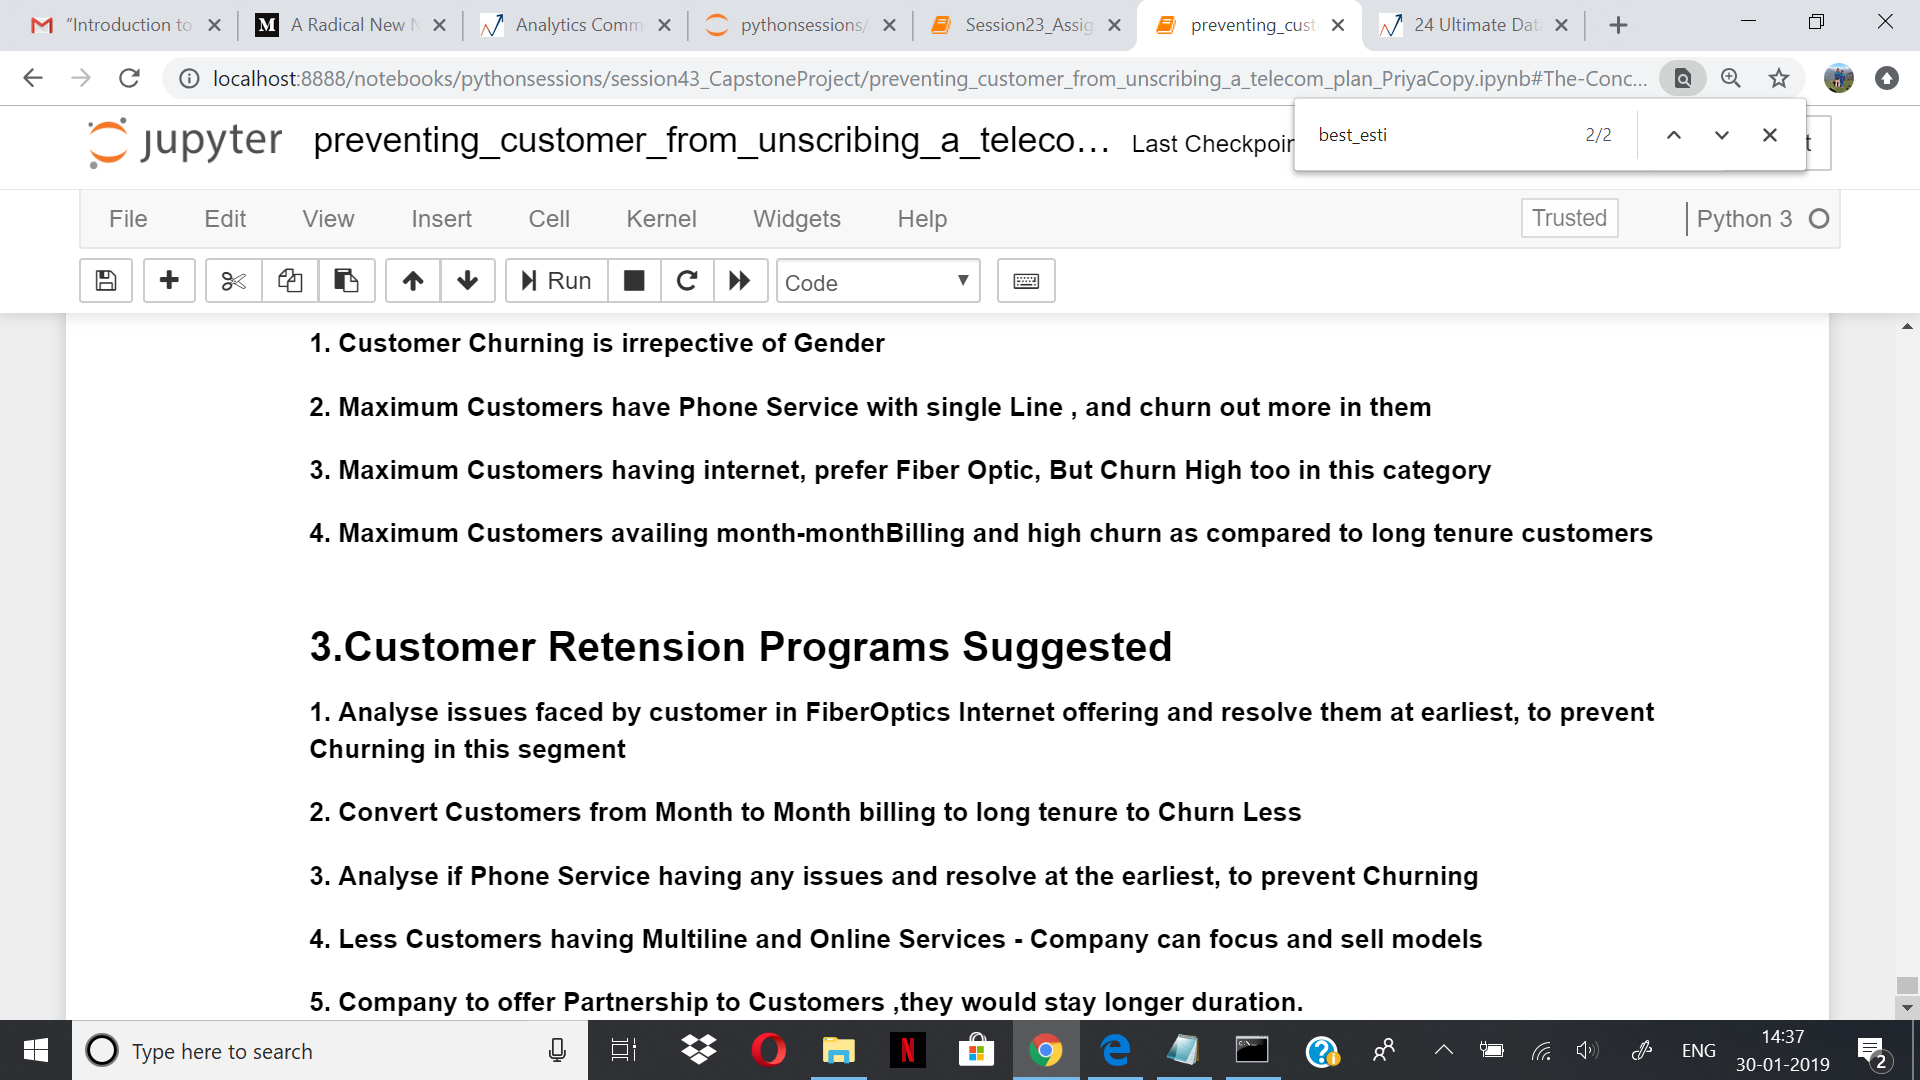 "Introduction to
M A Radical New N
Analytics Comm
pythonsessions/
Session23_Assig
preventing_cust
24 Ultimate Dat
localhost:8888/notebooks/pythonsessions/session43_CapstoneProject/preventing_customer_from_unscribing_a_telecom_plan_PriyaCopy.ipynb#The-Conc...
best_esti 2/2
jupyter preventing_customer_from_unscribing_a_teleco... Last Checkpoin
t
File Edit View Insert Cell Kernel Widgets Help Trusted Python 3
Run Code
1. Customer Churning is irrepective of Gender
2. Maximum Customers have Phone Service with single Line , and churn out more in them
3. Maximum Customers having internet, prefer Fiber Optic, But Churn High too in this category
4. Maximum Customers availing month-monthBilling and high churn as compared to long tenure customers
3.Customer Retension Programs Suggested
1. Analyse issues faced by customer in FiberOptics Internet offering and resolve them at earliest, to prevent
Churning in this segment
2. Convert Customers from Month to Month billing to long tenure to Churn Less
3. Analyse if Phone Service having any issues and resolve at the earliest, to prevent Churning
4. Less Customers having Multiline and Online Services - Company can focus and sell models
5. Company to offer Partnership to Customers ,they would stay longer duration.
Type here to search
N
ENG
14:37
30-01-2019
2